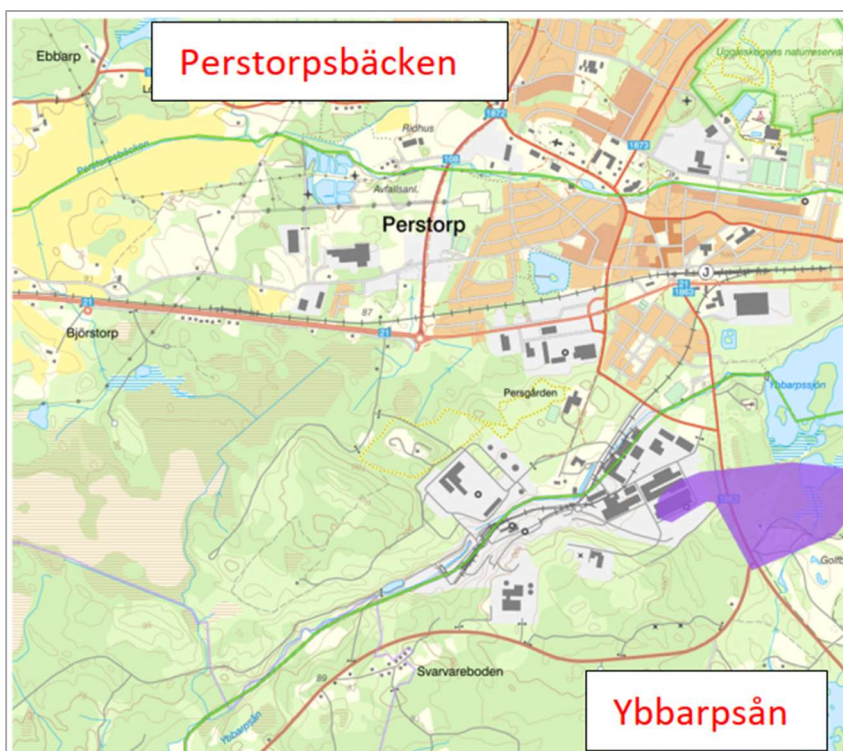 Perstorpsbäcken
Ebbarp
Uggleskogens naturreservat
Ridhus
1872
1873
Perstorpsbäcken
108
Avfallsanl.
Perstorp
J
21
87
21
21
Björstorp
Ybbarpssjön
Persgården
Svarvareboden
89
Ybbarpsån
Ybbarpsån